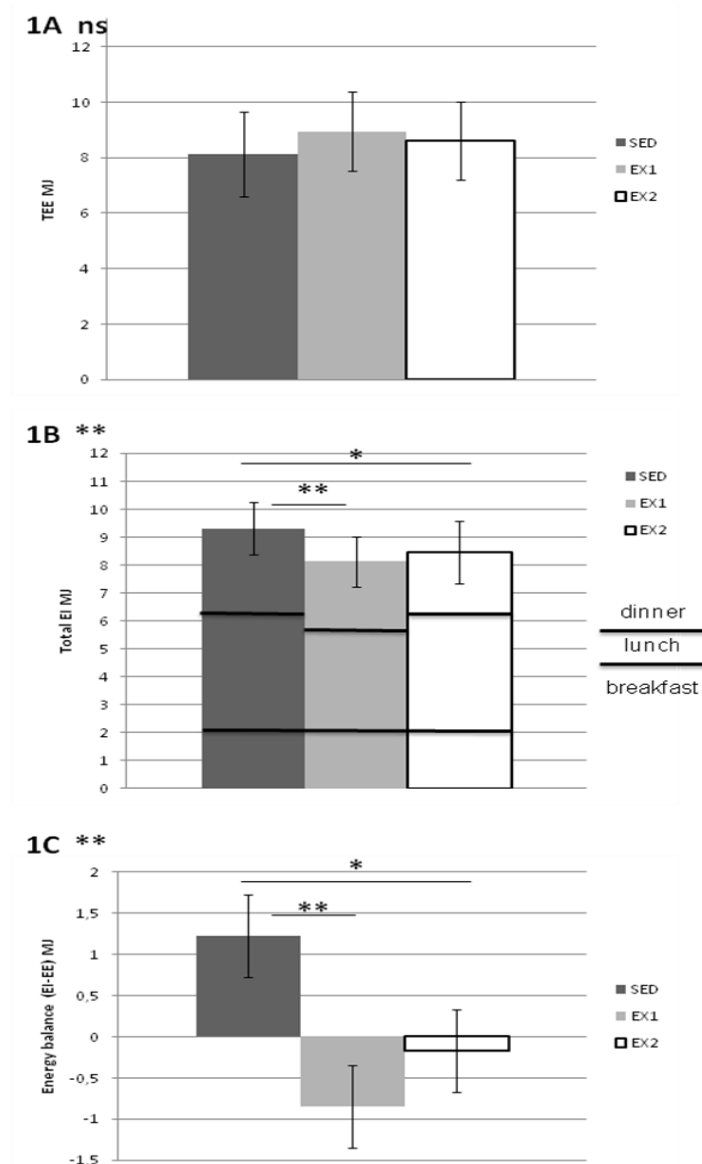 1A ns
12
10
8
6
4
2
0
TEE MJ
SED
EX1
EX2
1B **
12
11
10
9
8
7
6
5
4
3
2
1
0
Total EI MJ
*
**
SED
EX1
EX2
dinner
lunch
breakfast
1C **
2
1,5
1
0,5
0
-0,5
-1
-1,5
Energy balance (EI-EE) MJ
*
**
SED
EX1
EX2